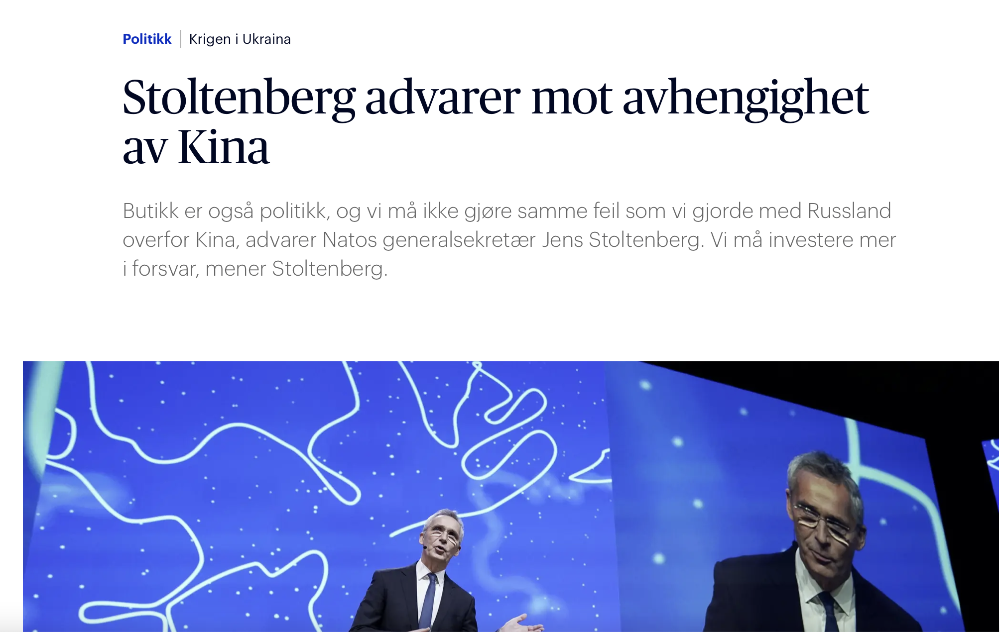 Politikk | Krigen i Ukraina
Stoltenberg advarer mot avhengighet
av Kina
Butikk er også politikk, og vi må ikke gjøre samme feil som vi gjorde med Russland
overfor Kina, advarer Natos generalsekretær Jens Stoltenberg. Vi må investere mer
i forsvar, mener Stoltenberg.